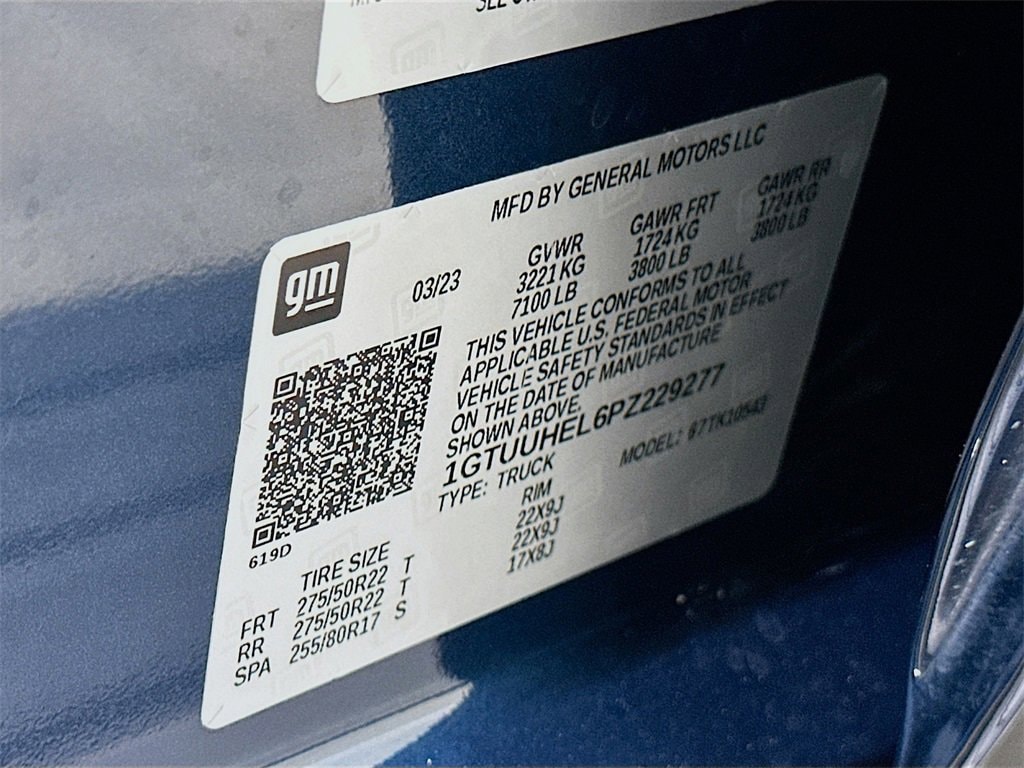 MFD BY GENERAL MOTORS LLC
gm
03/23
GVWR GAWR FRT GAWR RR
3221 KG 1724 KG 1724 KG
7100 LB 3800 LB 3800 LB
THIS VEHICLE CONFORMS TO ALL
APPLICABLE U.S. FEDERAL MOTOR
VEHICLE SAFETY STANDARDS IN EFFECT
ON THE DATE OF MANUFACTURE
SHOWN ABOVE.
1GTUUHEL6PZ229277
TYPE: TRUCK MODEL: TK10543
619D
TIRE SIZE RIM
FRT 275/50R22 T 22X9J
RR 275/50R22 T 22X9J
SPA 255/80R17 S 17X8J